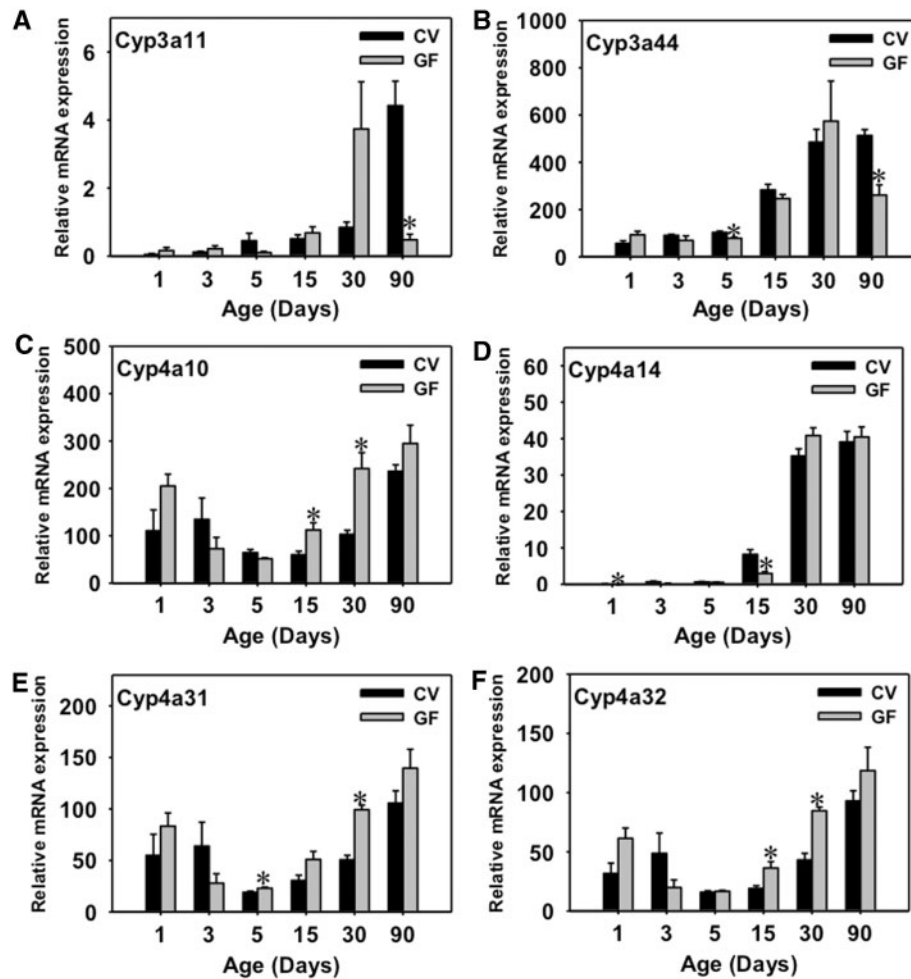 A
Cyp3a11
CV
GF
Relative mRNA expression
6
4
2
0
1 3 5 15 30 90
Age (Days)
*
B
Cyp3a44
CV
GF
Relative mRNA expression
1000
800
600
400
200
0
1 3 5 15 30 90
Age (Days)
* *
C
Cyp4a10
CV
GF
Relative mRNA expression
500
400
300
200
100
0
1 3 5 15 30 90
Age (Days)
* *
D
Cyp4a14
CV
GF
Relative mRNA expression
60
50
40
30
20
10
0
1 3 5 15 30 90
Age (Days)
* *
E
Cyp4a31
CV
GF
Relative mRNA expression
200
150
100
50
0
1 3 5 15 30 90
Age (Days)
* *
F
Cyp4a32
CV
GF
Relative mRNA expression
200
150
100
50
0
1 3 5 15 30 90
Age (Days)
* *